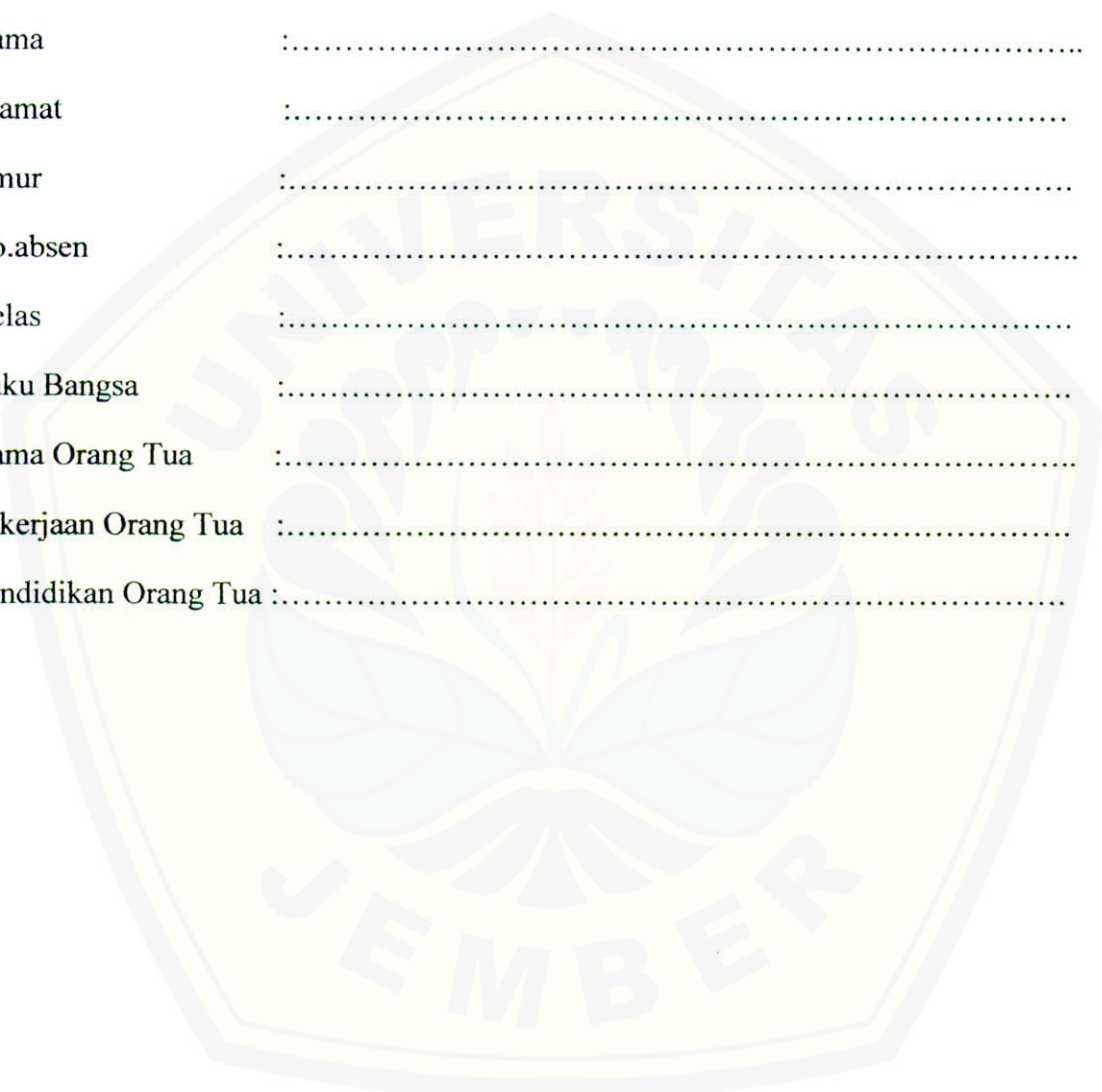 ama :..........................................................................
amat :..........................................................................
mur :..........................................................................
o.absen :..........................................................................
elas :..........................................................................
ku Bangsa :..........................................................................
ama Orang Tua :..........................................................................
kerjaan Orang Tua :..........................................................................
ndidikan Orang Tua :..........................................................................
UNIVERSITAS
JEMBER